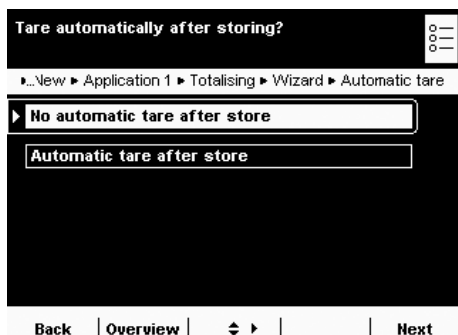 Tare automatically after storing?
▸...New ▸ Application 1 ▸ Totalising ▸ Wizard ▸ Automatic tare
No automatic tare after store
Automatic tare after store
Back Overview Next